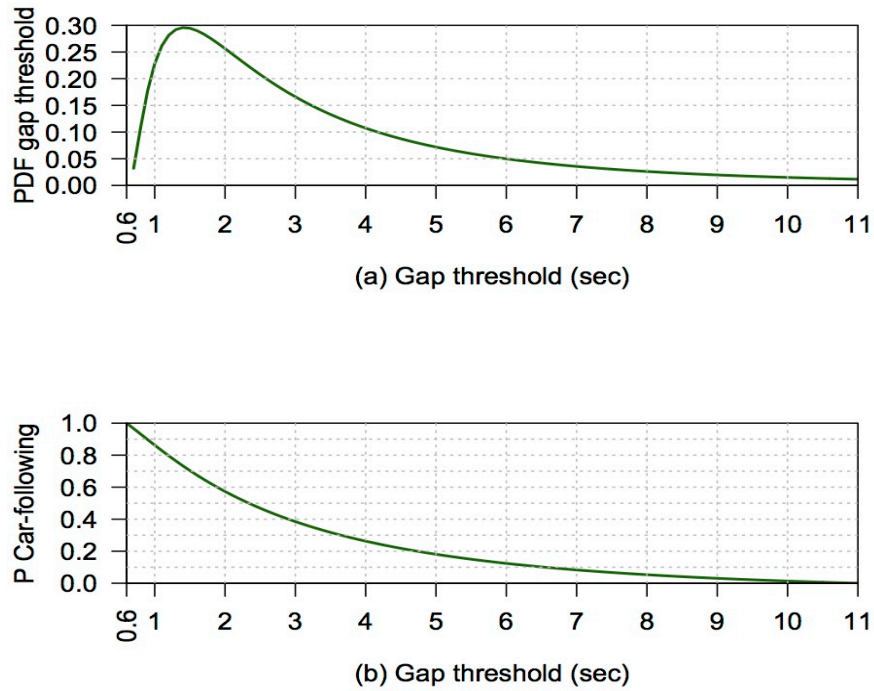 PDF gap threshold
0.30
0.25
0.20
0.15
0.10
0.05
0.00
0.6 1 2 3 4 5 6 7 8 9 10 11
(a) Gap threshold (sec)
P Car-following
1.0
0.8
0.6
0.4
0.2
0.0
0.6 1 2 3 4 5 6 7 8 9 10 11
(b) Gap threshold (sec)